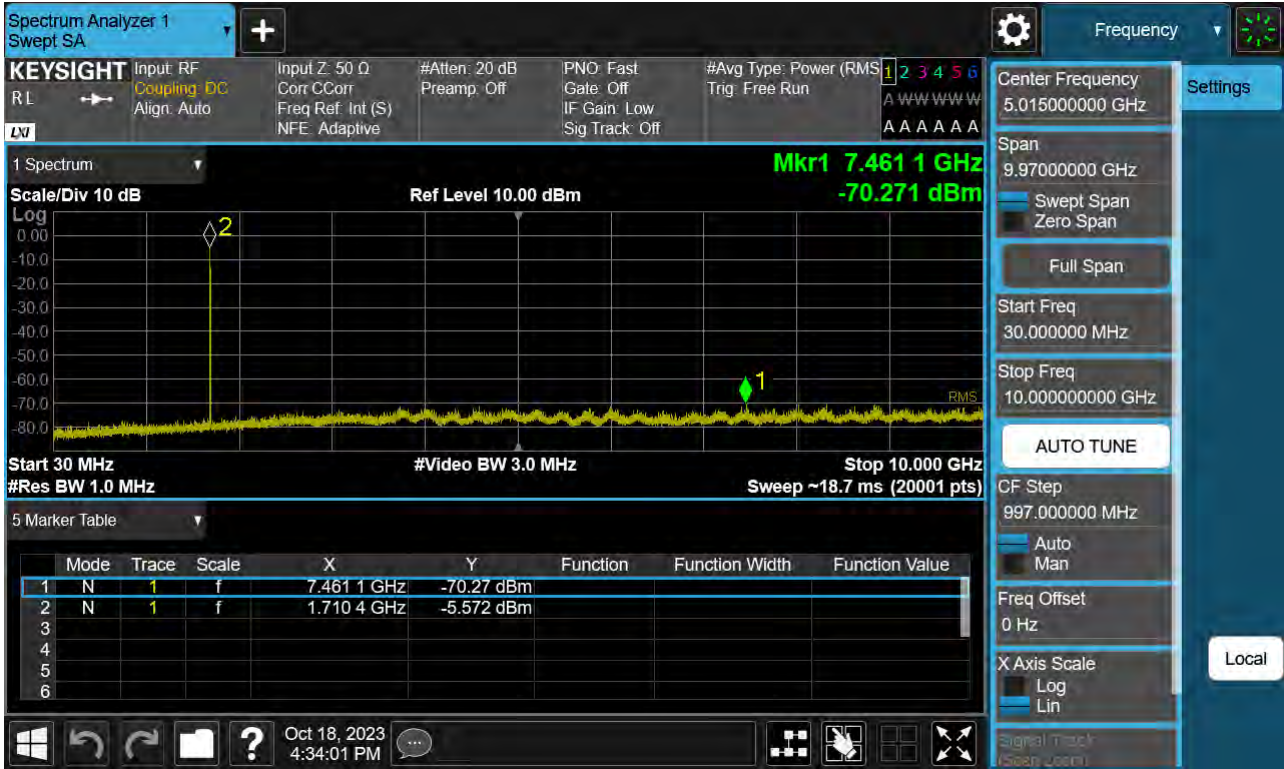 Spectrum Analyzer 1
Swept SA
+
Frequency
KEYSIGHT
RL
LXI
Input: RF
Coupling: DC
Align: Auto
Input Z: 50 Ω
Corr CCorr
Freq Ref: Int (S)
NFE: Adaptive
#Atten: 20 dB
Preamp: Off
PNO: Fast
Gate: Off
IF Gain: Low
Sig Track: Off
#Avg Type: Power (RMS
Trig: Free Run
1 2 3 4 5 6
A W W W W W
A A A A A A
1 Spectrum
Scale/Div 10 dB
Ref Level 10.00 dBm
Mkr1 7.461 1 GHz
-70.271 dBm
Log
0.00
-10.0
-20.0
-30.0
-40.0
-50.0
-60.0
-70.0
-80.0
2
1
RMS
Start 30 MHz
#Video BW 3.0 MHz
Stop 10.000 GHz
#Res BW 1.0 MHz
Sweep ~18.7 ms (20001 pts)
5 Marker Table
Mode Trace Scale X Y Function Function Width Function Value
1 N 1 f 7.461 1 GHz -70.27 dBm
2 N 1 f 1.710 4 GHz -5.572 dBm
3
4
5
6
?
Oct 18, 2023
4:34:01 PM
Center Frequency
5.015000000 GHz
Span
9.97000000 GHz
Swept Span
Zero Span
Full Span
Start Freq
30.000000 MHz
Stop Freq
10.000000000 GHz
AUTO TUNE
CF Step
997.000000 MHz
Auto
Man
Freq Offset
0 Hz
X Axis Scale
Log
Lin
Signal Track
(Span Zoom)
Settings
Local